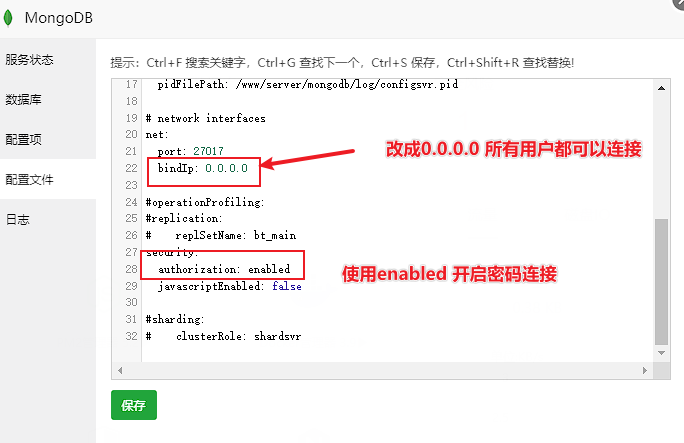 MongoDB
服务状态
数据库
配置项
配置文件
日志
提示：Ctrl+F 搜索关键字，Ctrl+G 查找下一个，Ctrl+S 保存，Ctrl+Shift+R 查找替换!
17 pidFilePath: /www/server/mongodb/log/configsvr.pid
18
19 # network interfaces
20 net:
21 port: 27017
22 bindIp: 0.0.0.0
23
24 #operationProfiling:
25 #replication:
26 # replSetName: bt_main
27 security:
28 authorization: enabled
29 javascriptEnabled: false
30
31 #sharding:
32 # clusterRole: shardsvr
改成0.0.0.0 所有用户都可以连接
使用enabled 开启密码连接
保存